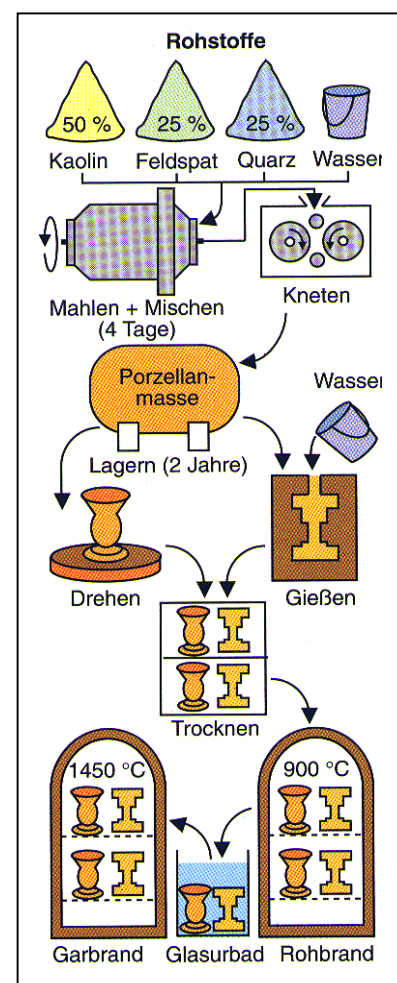 Rohstoffe
50 % 25 % 25 %
Kaolin Feldspat Quarz Wasser
Mahlen + Mischen
(4 Tage)
Kneten
Porzellan-
masse
Wasser
Lagern (2 Jahre)
Drehen Gießen
Trocknen
1450 °C 900 °C
Garbrand Glasurbad Rohbrand